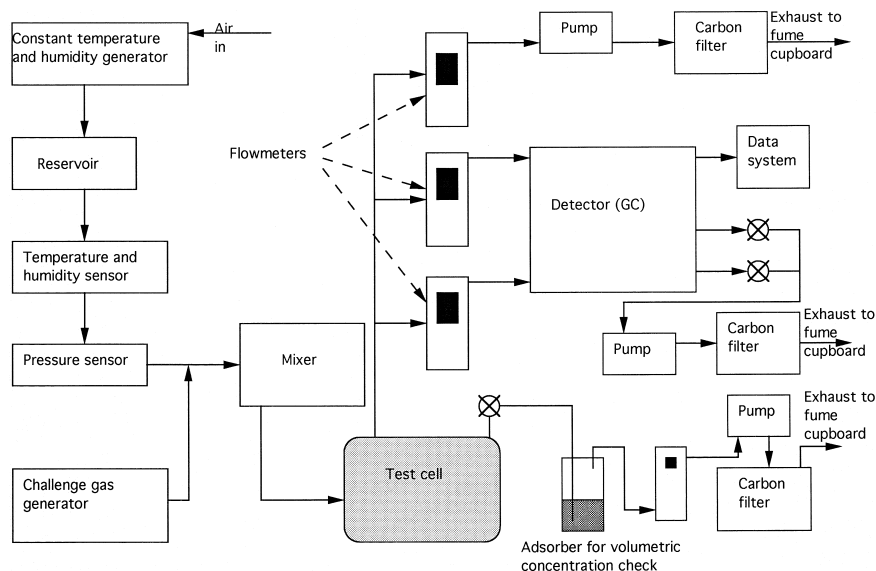 Constant temperature
and humidity generator
Air
in
Reservoir
Temperature and
humidity sensor
Pressure sensor
Challenge gas
generator
Mixer
Test cell
Flowmeters
Pump
Carbon
filter
Exhaust to
fume
cupboard
Detector (GC)
Data
system
Pump
Carbon
filter
Exhaust to
fume
cupboard
Pump
Carbon
filter
Exhaust to
fume
cupboard
Adsorber for volumetric
concentration check